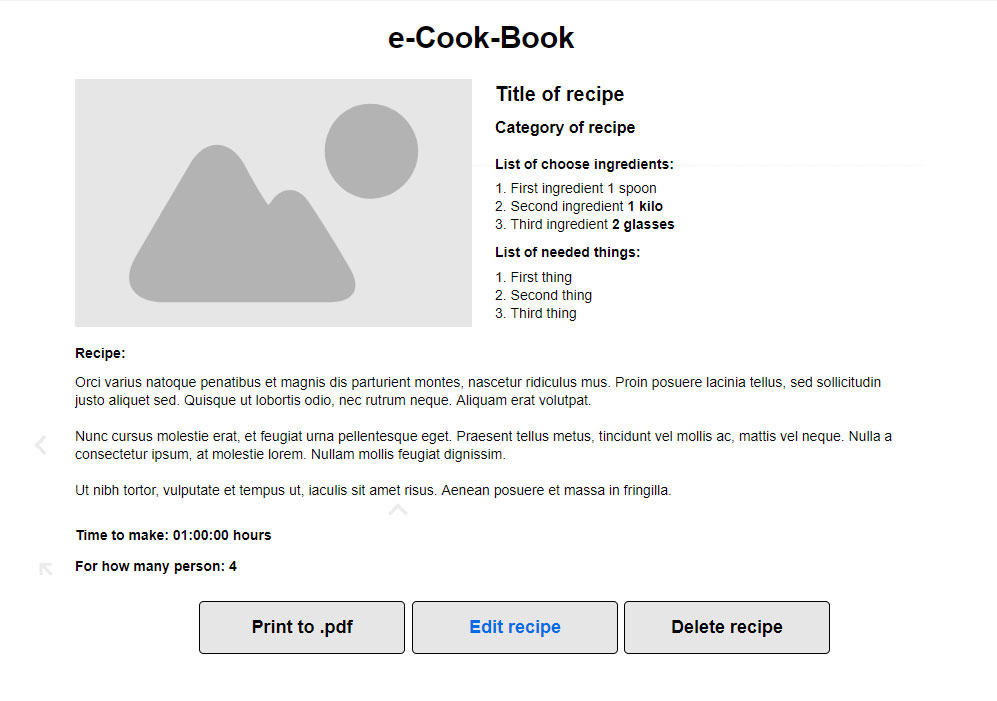 e-Cook-Book
Title of recipe
Category of recipe
List of choose ingredients:
1. First ingredient 1 spoon
2. Second ingredient 1 kilo
3. Third ingredient 2 glasses
List of needed things:
1. First thing
2. Second thing
3. Third thing
Recipe:
Orci varius natoque penatibus et magnis dis parturient montes, nascetur ridiculus mus. Proin posuere lacinia tellus, sed sollicitudin
justo aliquet sed. Quisque ut lobortis odio, nec rutrum neque. Aliquam erat volutpat.
Nunc cursus molestie erat, et feugiat urna pellentesque eget. Praesent tellus metus, tincidunt vel mollis ac, mattis vel neque. Nulla a
consectetur ipsum, at molestie lorem. Nullam mollis feugiat dignissim.
Ut nibh tortor, vulputate et tempus ut, iaculis sit amet risus. Aenean posuere et massa in fringilla.
Time to make: 01:00:00 hours
For how many person: 4
Print to .pdf
Edit recipe
Delete recipe